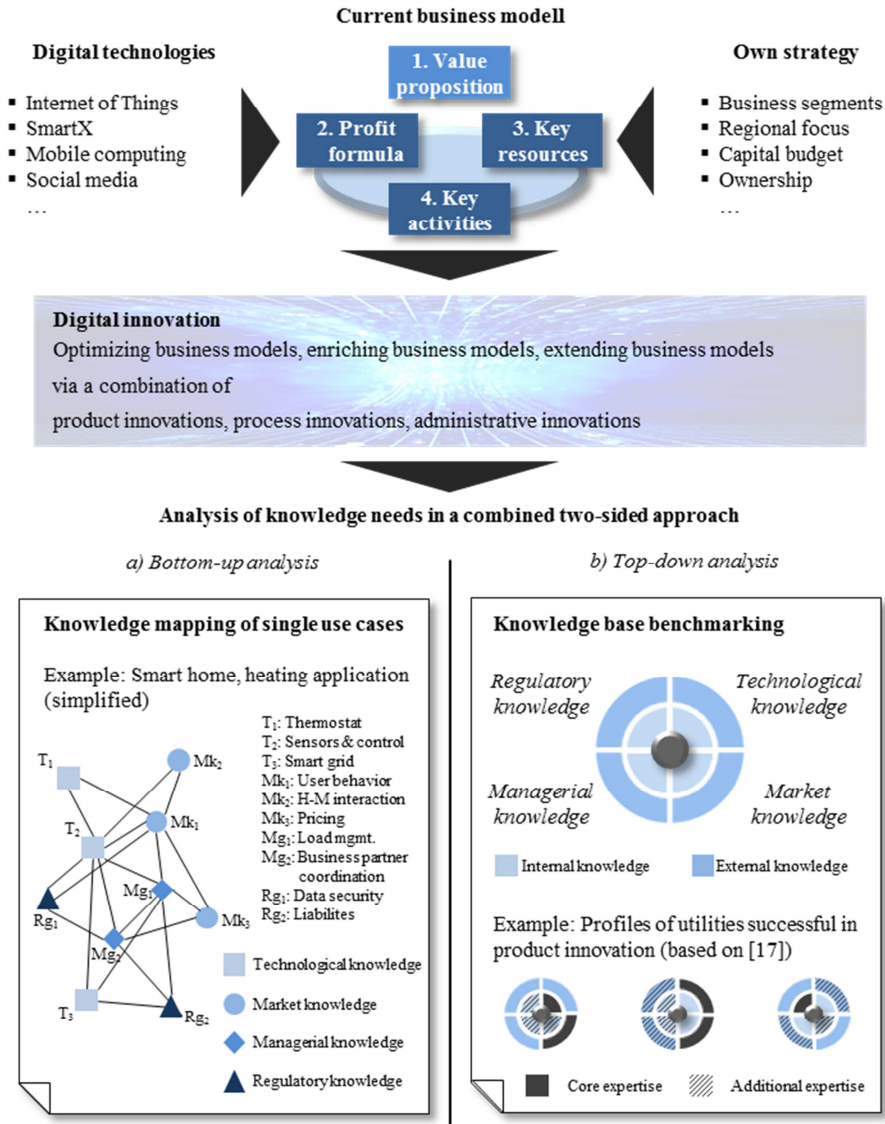 Current business modell
Digital technologies
▪ Internet of Things
▪ SmartX
▪ Mobile computing
▪ Social media
…
1. Value
proposition
2. Profit
formula
3. Key
resources
4. Key
activities
Own strategy
▪ Business segments
▪ Regional focus
▪ Capital budget
▪ Ownership
…
Digital innovation
Optimizing business models, enriching business models, extending business models
via a combination of
product innovations, process innovations, administrative innovations
Analysis of knowledge needs in a combined two-sided approach
a) Bottom-up analysis
Knowledge mapping of single use cases
Example: Smart home, heating application
(simplified)
T₁
Mk₂
T₂
Mk₁
Mg₁
Rg₁
Mk₃
Mg₂
T₃
Rg₂
T₁: Thermostat
T₂: Sensors & control
T₃: Smart grid
Mk₁: User behavior
Mk₂: H-M interaction
Mk₃: Pricing
Mg₁: Load mgmt.
Mg₂: Business partner
coordination
Rg₁: Data security
Rg₂: Liabilites
Technological knowledge
Market knowledge
Managerial knowledge
Regulatory knowledge
b) Top-down analysis
Knowledge base benchmarking
Regulatory
knowledge
Technological
knowledge
Managerial
knowledge
Market
knowledge
Internal knowledge
External knowledge
Example: Profiles of utilities successful in
product innovation (based on [17])
Core expertise
Additional expertise